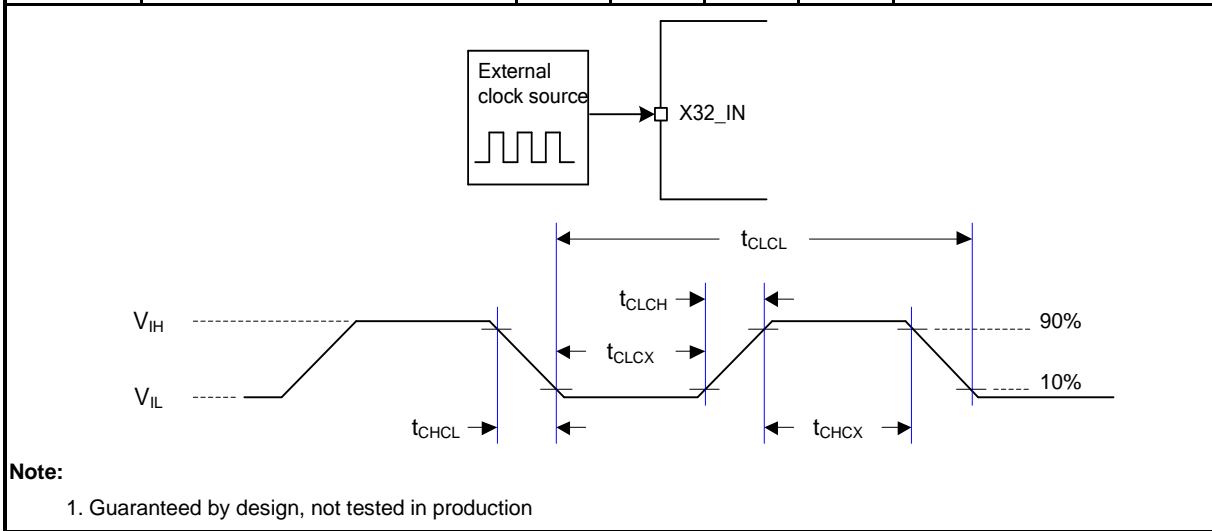 External
clock source
X32_IN
tCLCL
tCLCH
VIH
90%
tCLCX
VIL
10%
tCHCL
tCHCX
Note:
1. Guaranteed by design, not tested in production